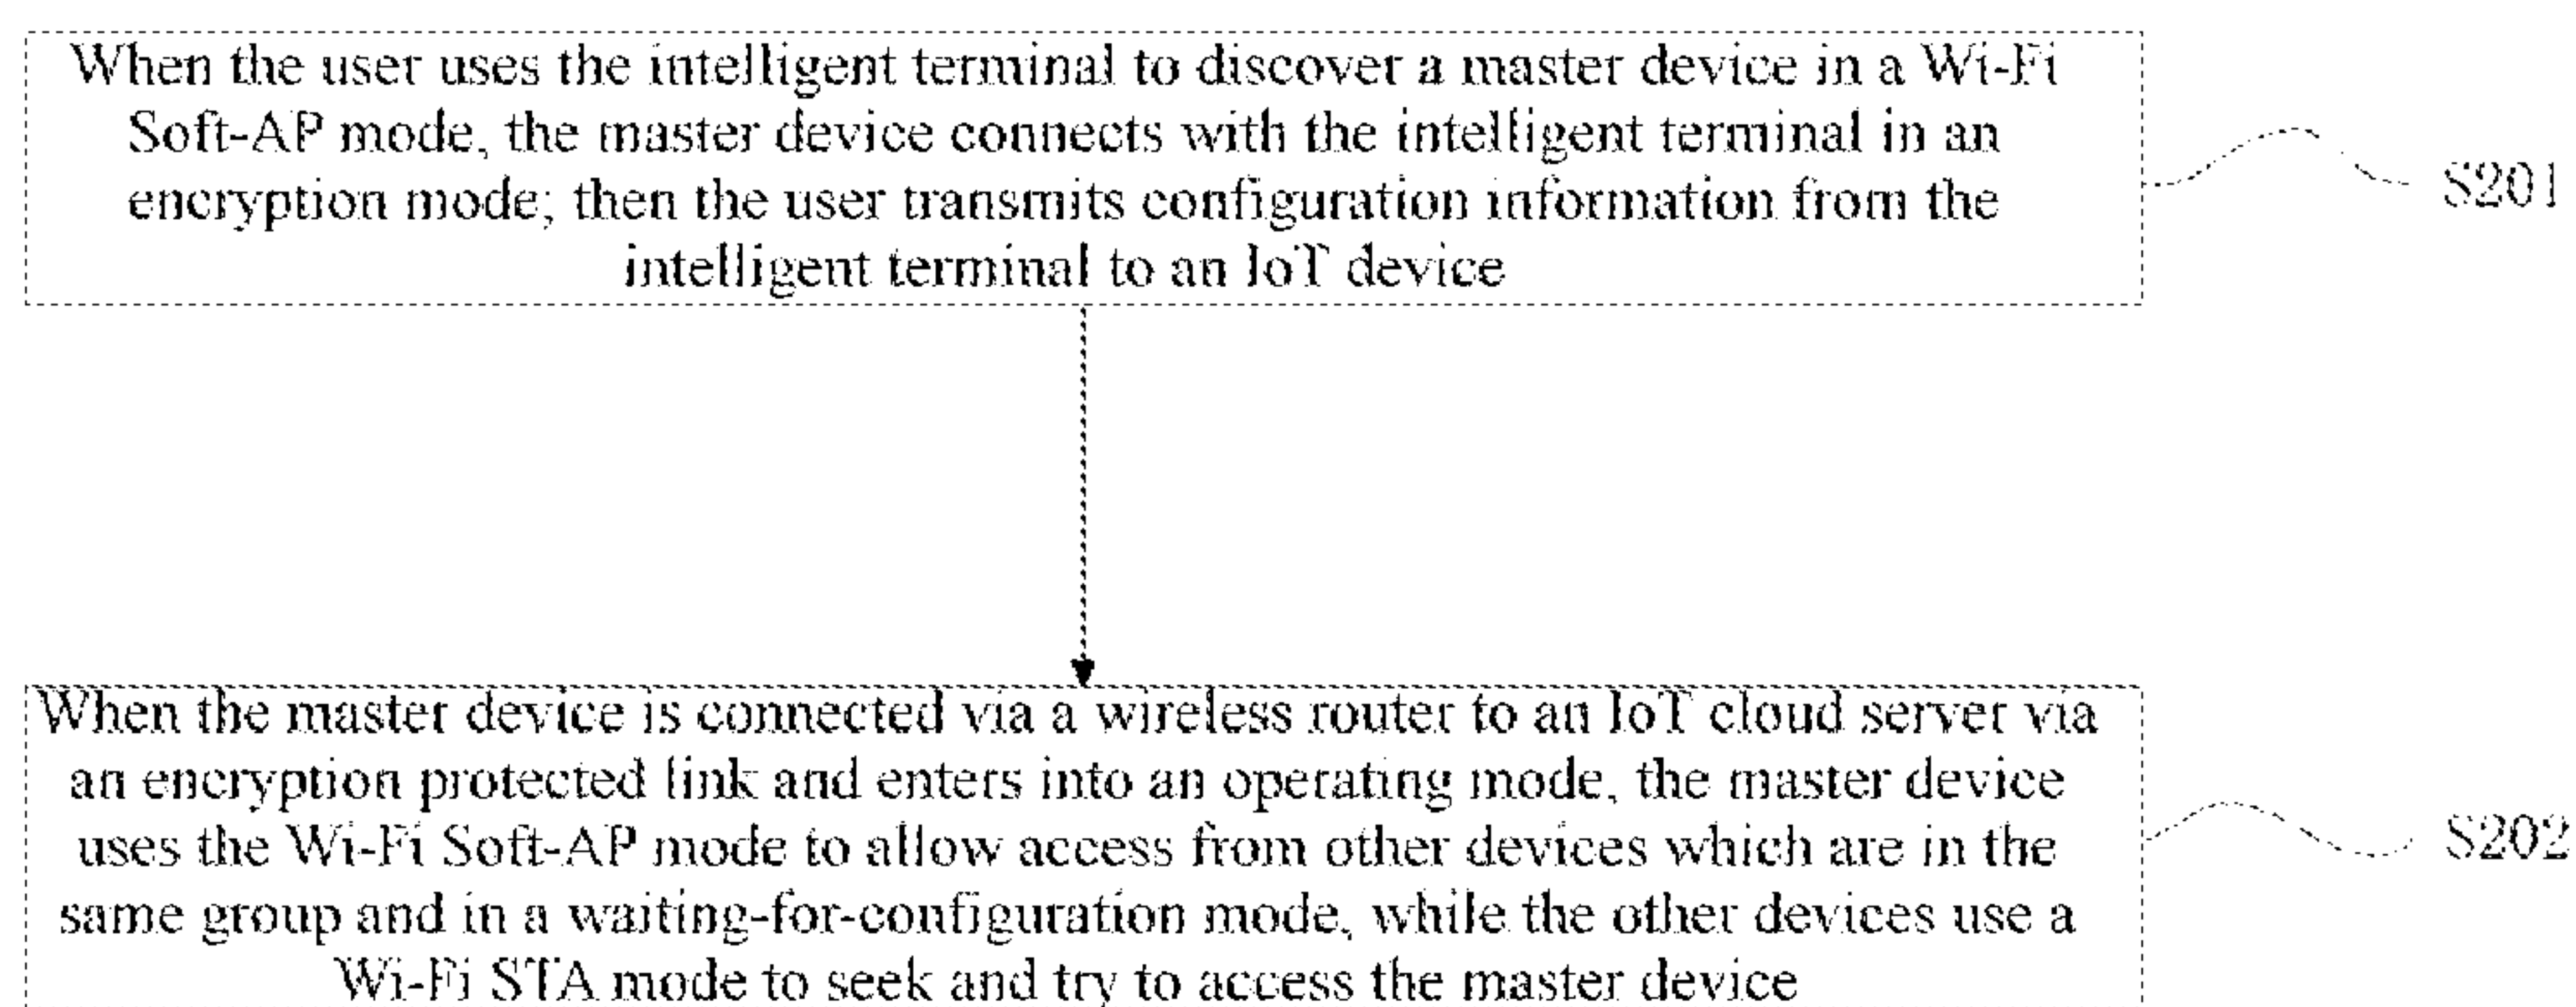 When the user uses the intelligent terminal to discover a master device in a Wi-Fi
Soft-AP mode, the master device connects with the intelligent terminal in an
encryption mode; then the user transmits configuration information from the
intelligent terminal to an IoT device
S201
When the master device is connected via a wireless router to an IoT cloud server via
an encryption protected link and enters into an operating mode, the master device
uses the Wi-Fi Soft-AP mode to allow access from other devices which are in the
same group and in a waiting-for-configuration mode, while the other devices use a
Wi-Fi STA mode to seek and try to access the master device
S202